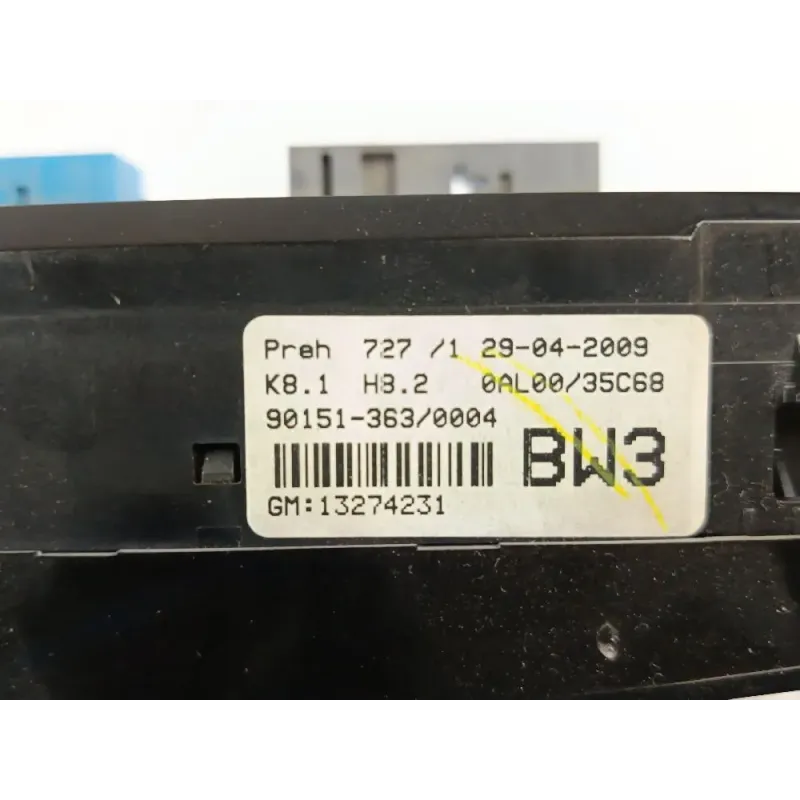 Preh 727 /1 29-04-2009
K8.1 H8.2 0AL00/35C68
90151-363/0004
BW3
GM:13274231